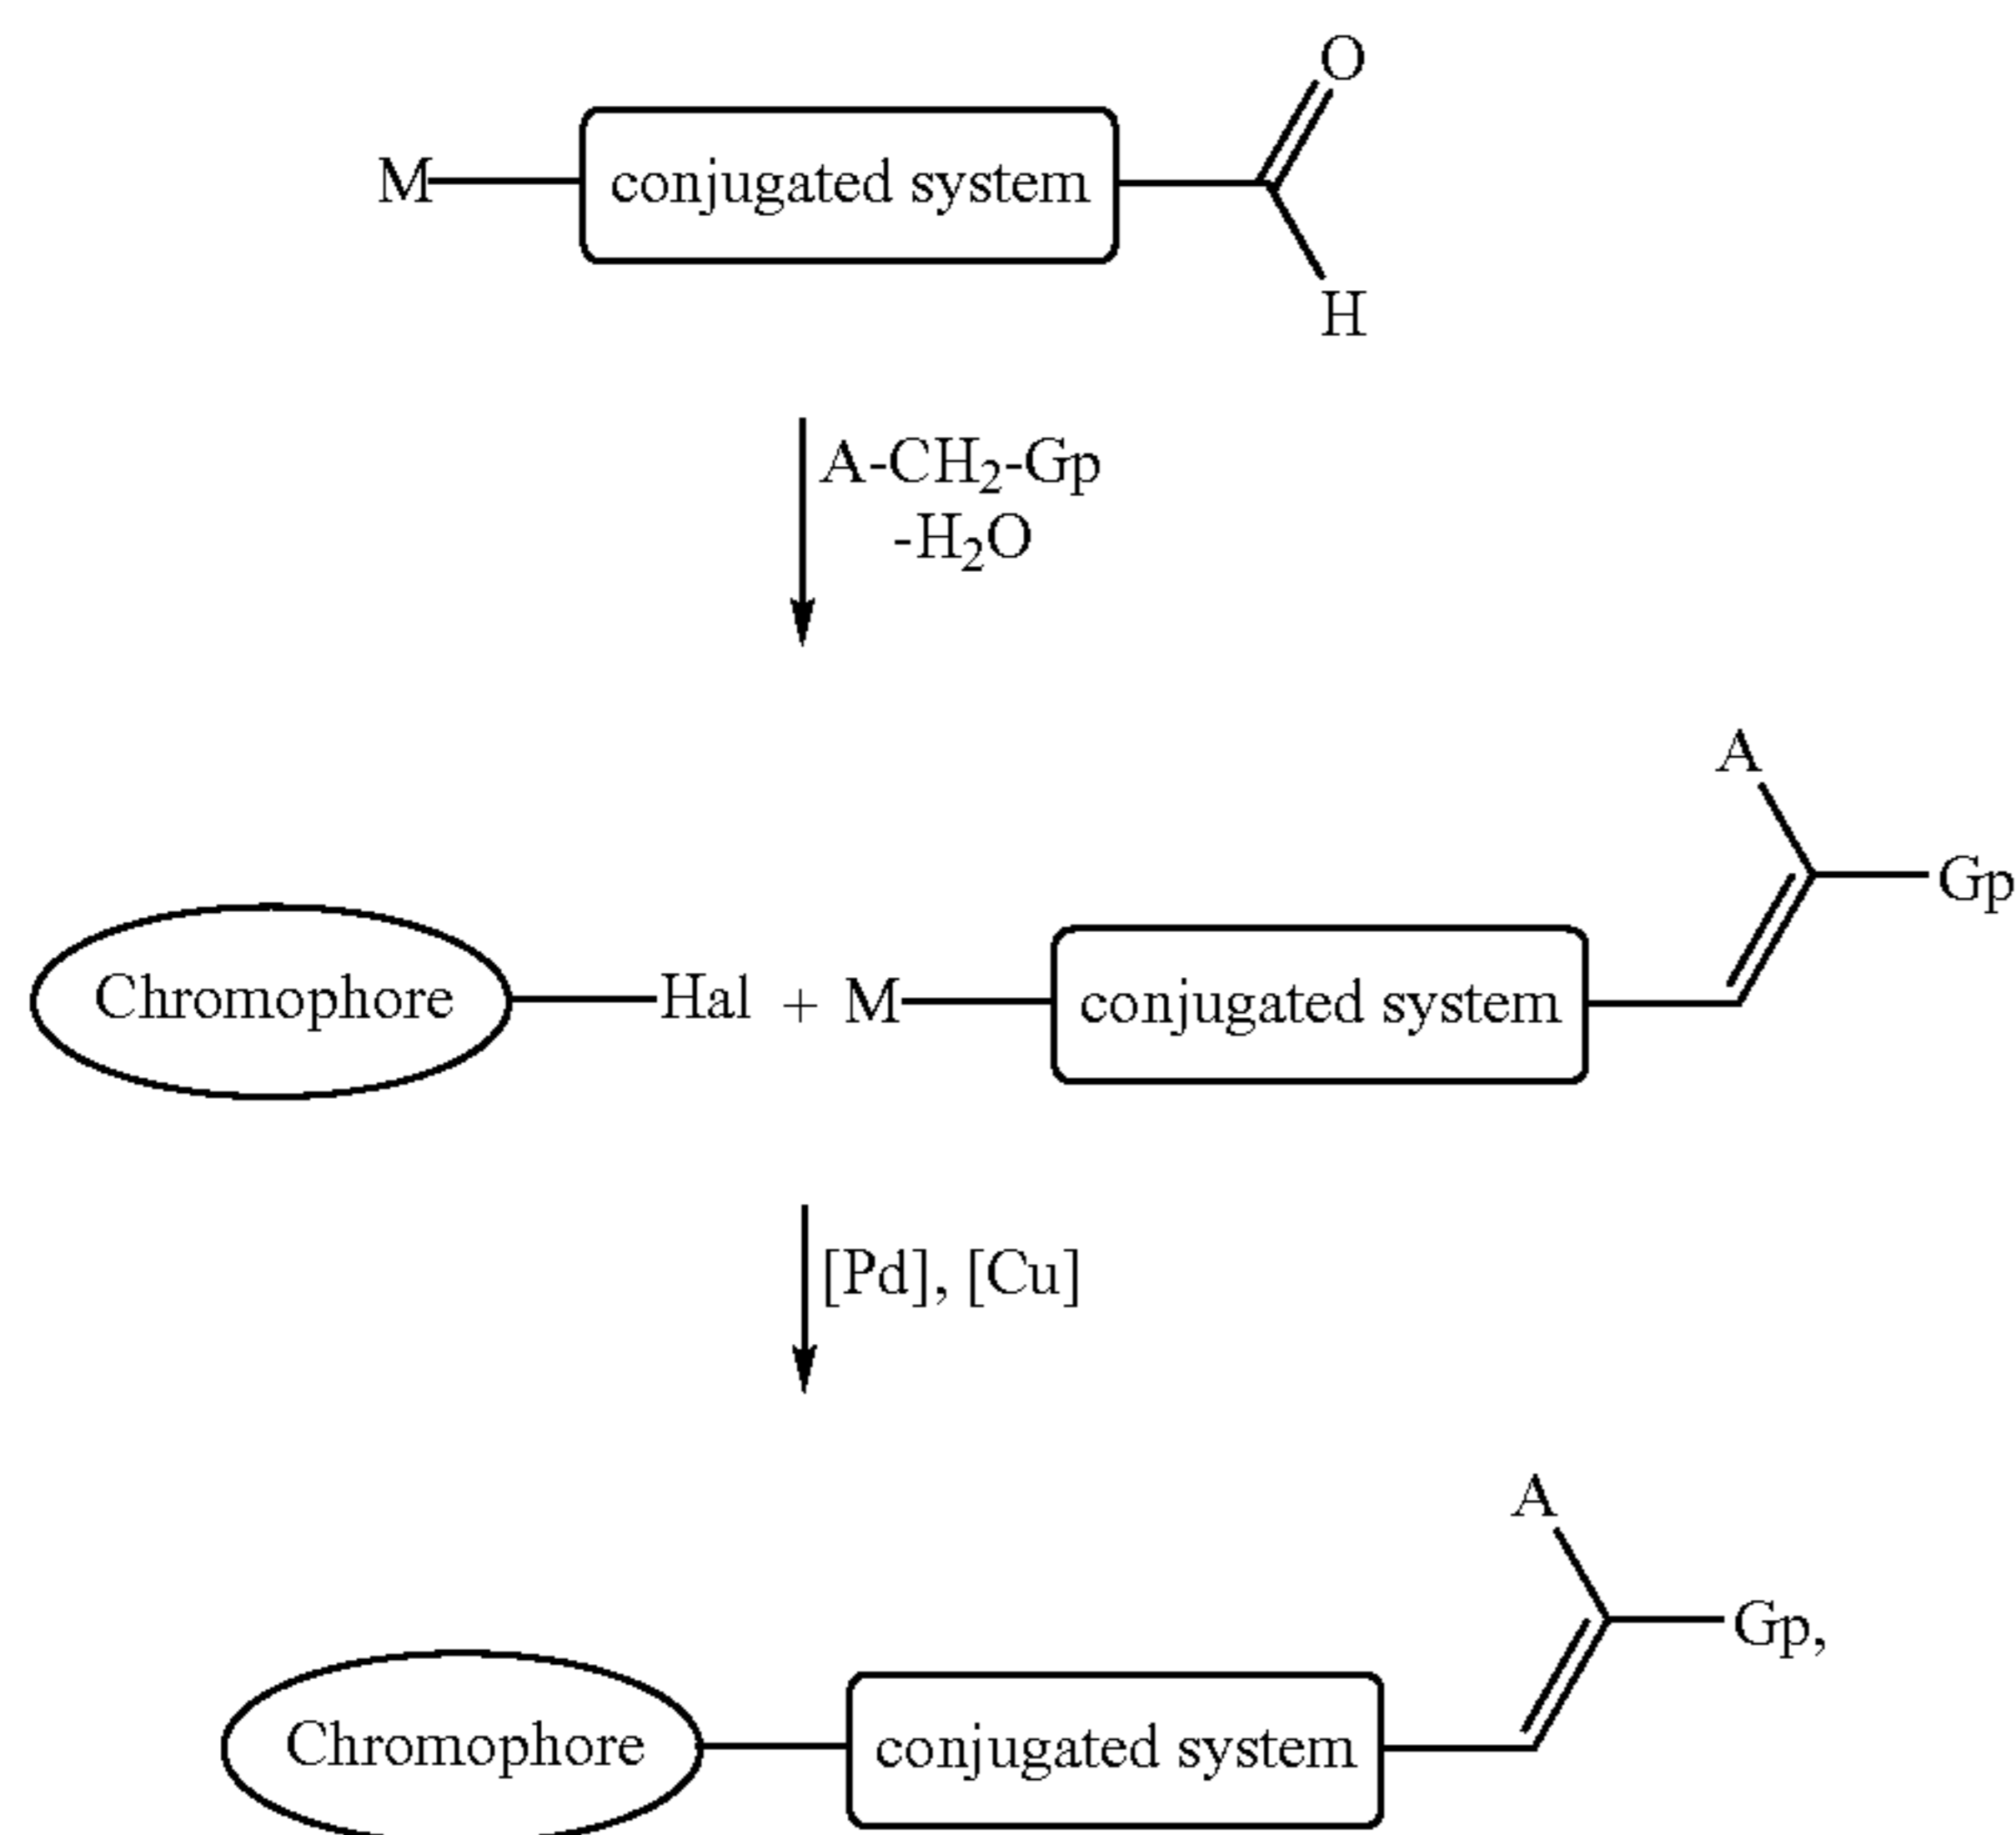 O
M conjugated system
H
A-CH₂-Gp
-H₂O
A
Gp
Chromophore Hal + M conjugated system
[Pd], [Cu]
A
Gp,
Chromophore conjugated system